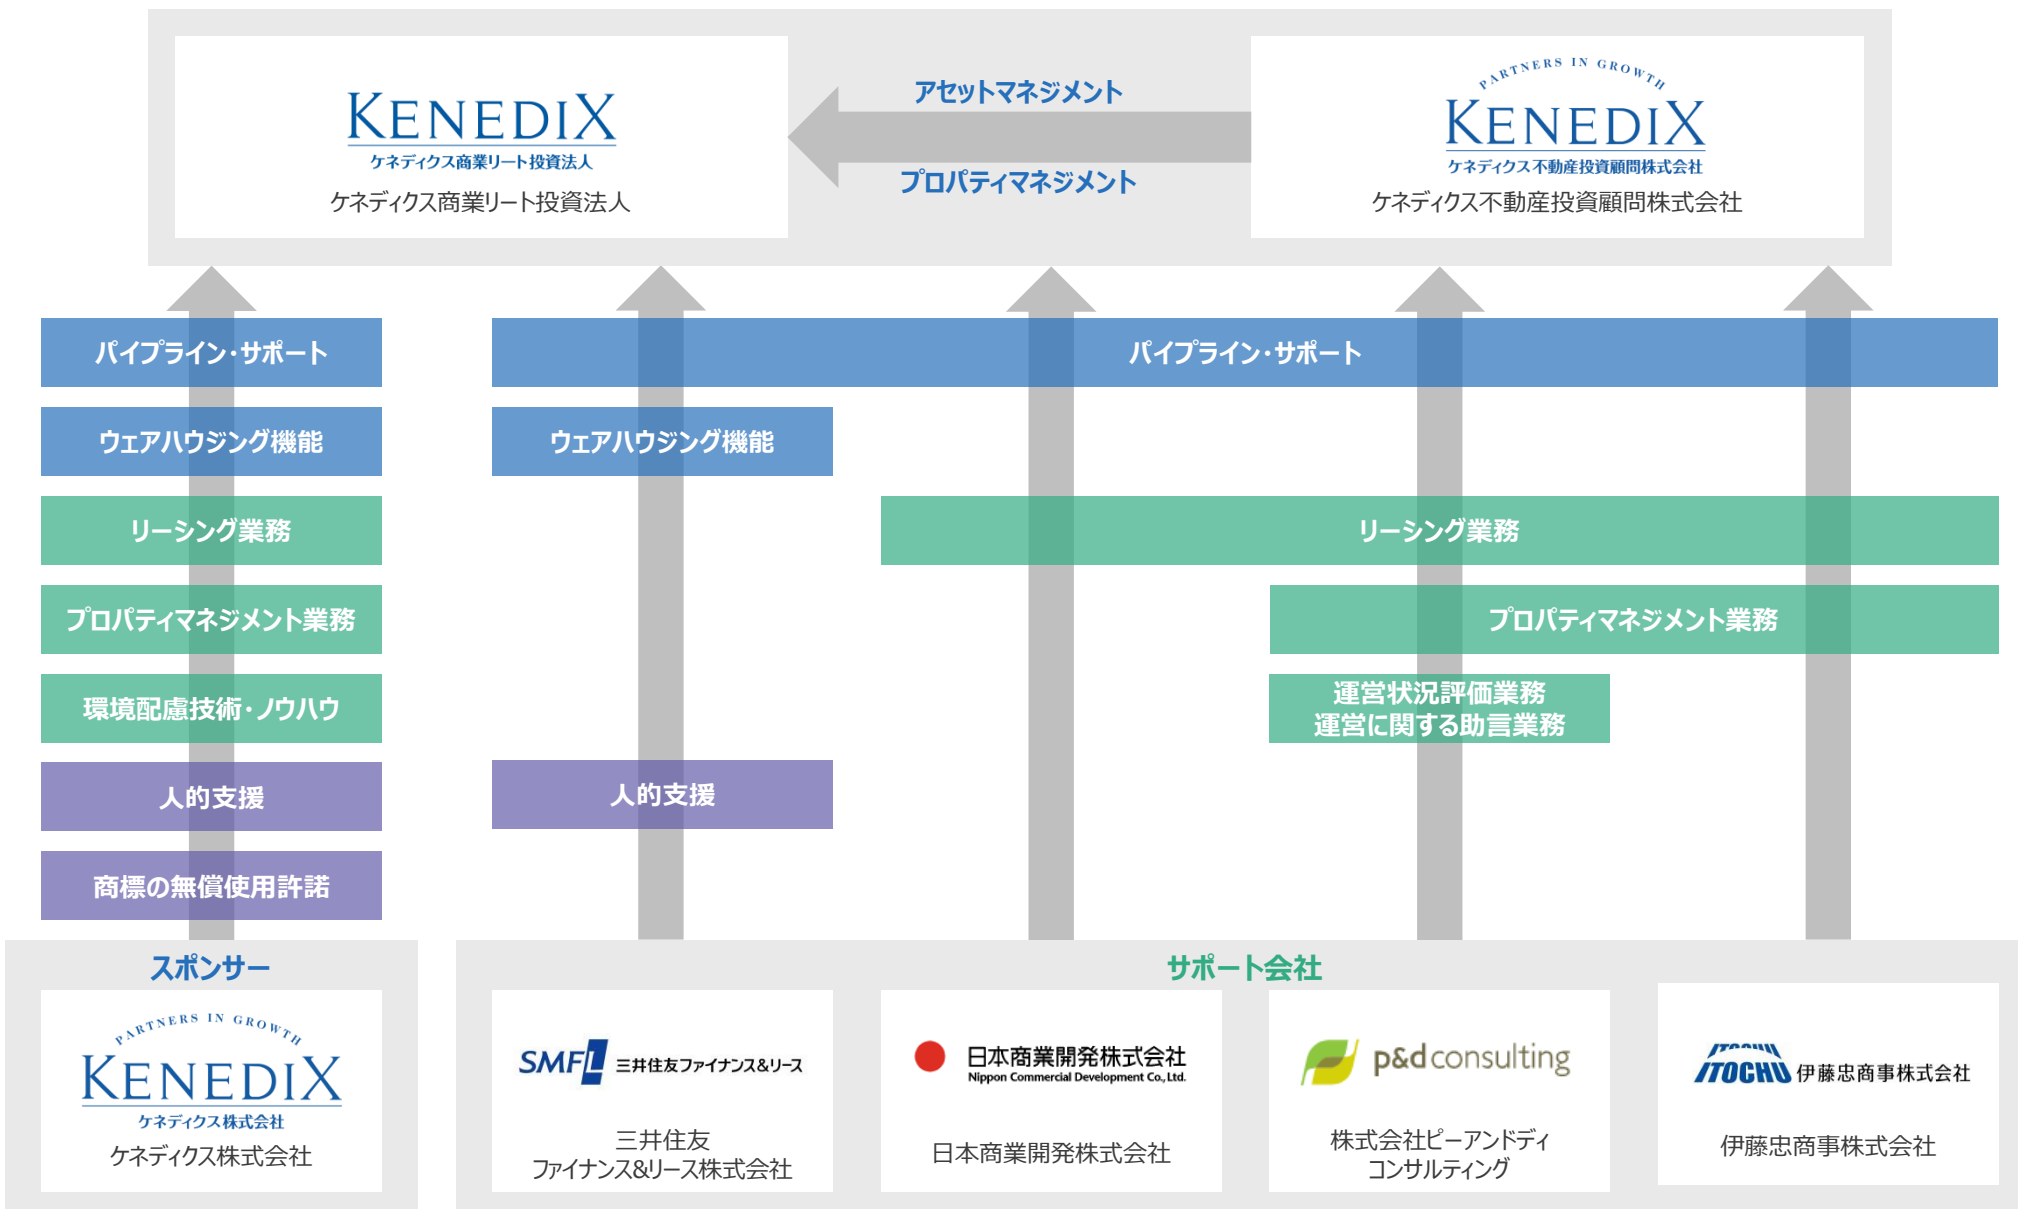 KENEDIX
ケネディクス商業リート投資法人
ケネディクス商業リート投資法人
アセットマネジメント
プロパティマネジメント
PARTNERS IN GROWTH
KENEDIX
ケネディクス不動産投資顧問株式会社
ケネディクス不動産投資顧問株式会社
パイプライン・サポート
パイプライン・サポート
ウェアハウジング機能
ウェアハウジング機能
リーシング業務
リーシング業務
プロパティマネジメント業務
プロパティマネジメント業務
環境配慮技術・ノウハウ
運営状況評価業務
運営に関する助言業務
人的支援
人的支援
商標の無償使用許諾
スポンサー
PARTNERS IN GROWTH
KENEDIX
ケネディクス株式会社
ケネディクス株式会社
サポート会社
SMFL 三井住友ファイナンス&リース
三井住友
ファイナンス&リース株式会社
日本商業開発株式会社
Nippon Commercial Development Co., Ltd.
日本商業開発株式会社
p&d consulting
株式会社ピーアンドディ
コンサルティング
ITOCHU
ITOCHU 伊藤忠商事株式会社
伊藤忠商事株式会社